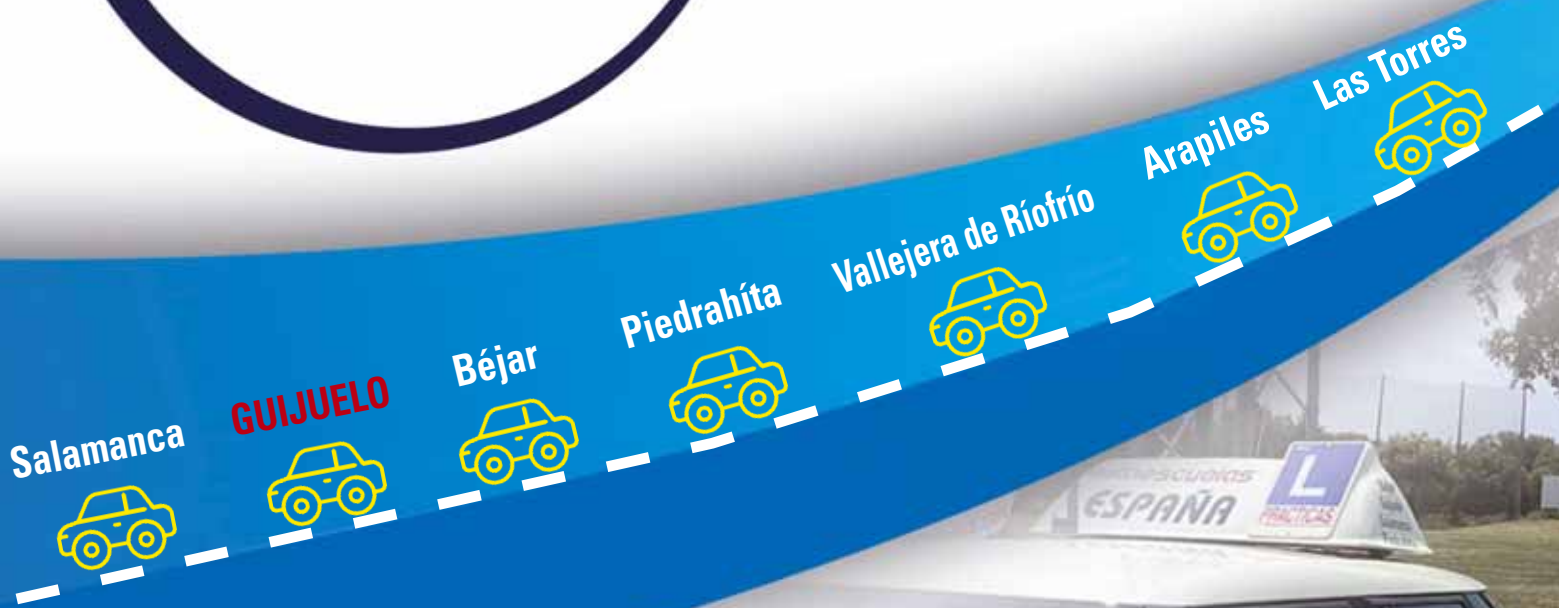 Salamanca
GUIJUELO
Béjar
Piedrahíta
Vallejera de Ríofrío
Arapiles
Las Torres
ESPAÑA
L
PRÁCTICAS